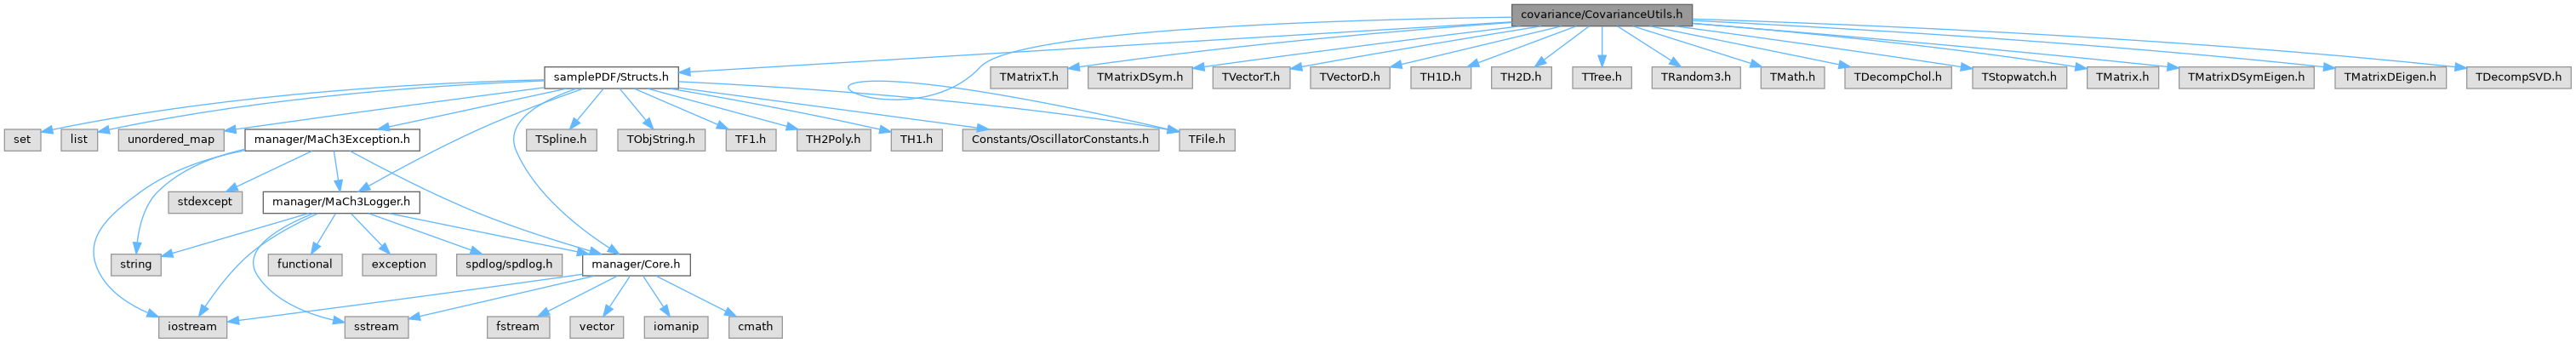 covariance/CovarianceUtils.h
samplePDF/Structs.h
TMatrixT.h
TMatrixDSym.h
TVectorT.h
TVectorD.h
TH1D.h
TH2D.h
TTree.h
TRandom3.h
TMath.h
TDecompChol.h
TStopwatch.h
TMatrix.h
TMatrixDSymEigen.h
TMatrixDEigen.h
TDecompSVD.h
set
list
unordered_map
manager/MaCh3Exception.h
TSpline.h
TObjString.h
TF1.h
TH2Poly.h
TH1.h
Constants/OscillatorConstants.h
TFile.h
stdexcept
manager/MaCh3Logger.h
string
functional
exception
spdlog/spdlog.h
manager/Core.h
iostream
sstream
fstream
vector
iomanip
cmath